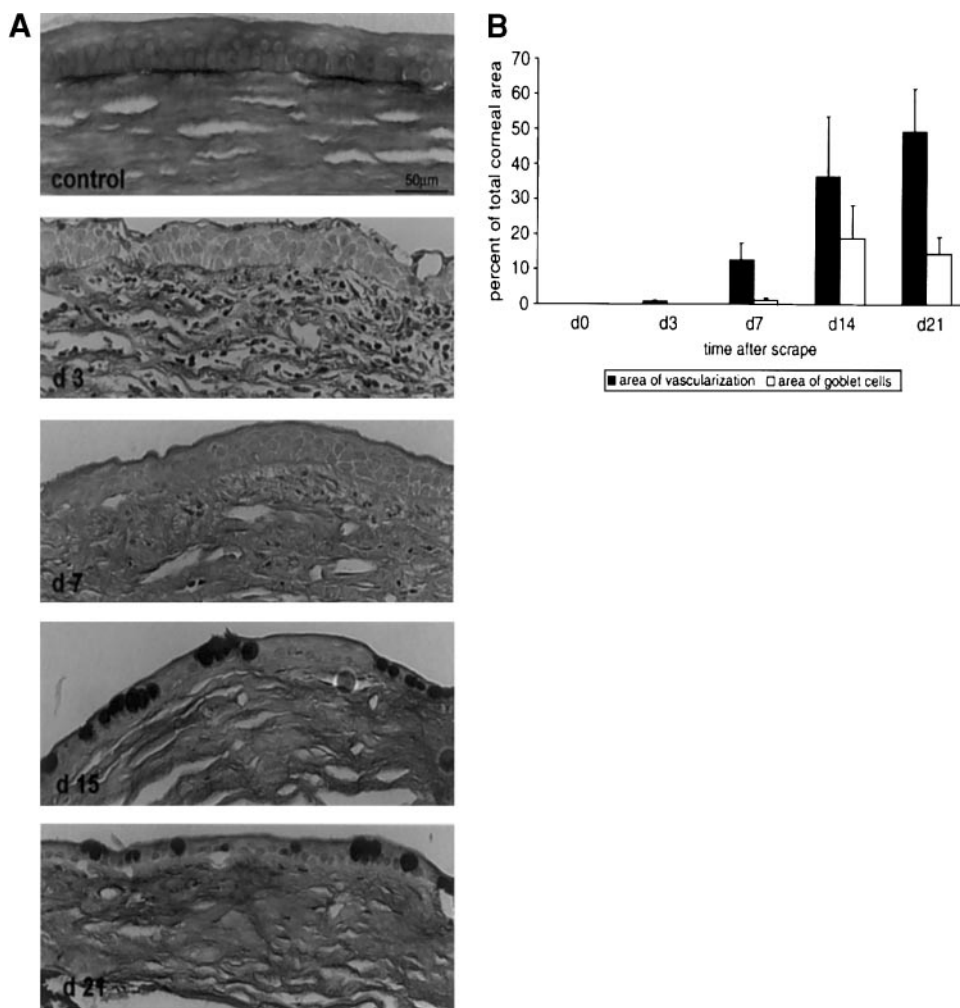 A
control
50µm
d 3
d 7
d 15
d 21
B
percent of total corneal area
70
60
50
40
30
20
10
0
d0 d3 d7 d14 d21
time after scrape
area of vascularization area of goblet cells